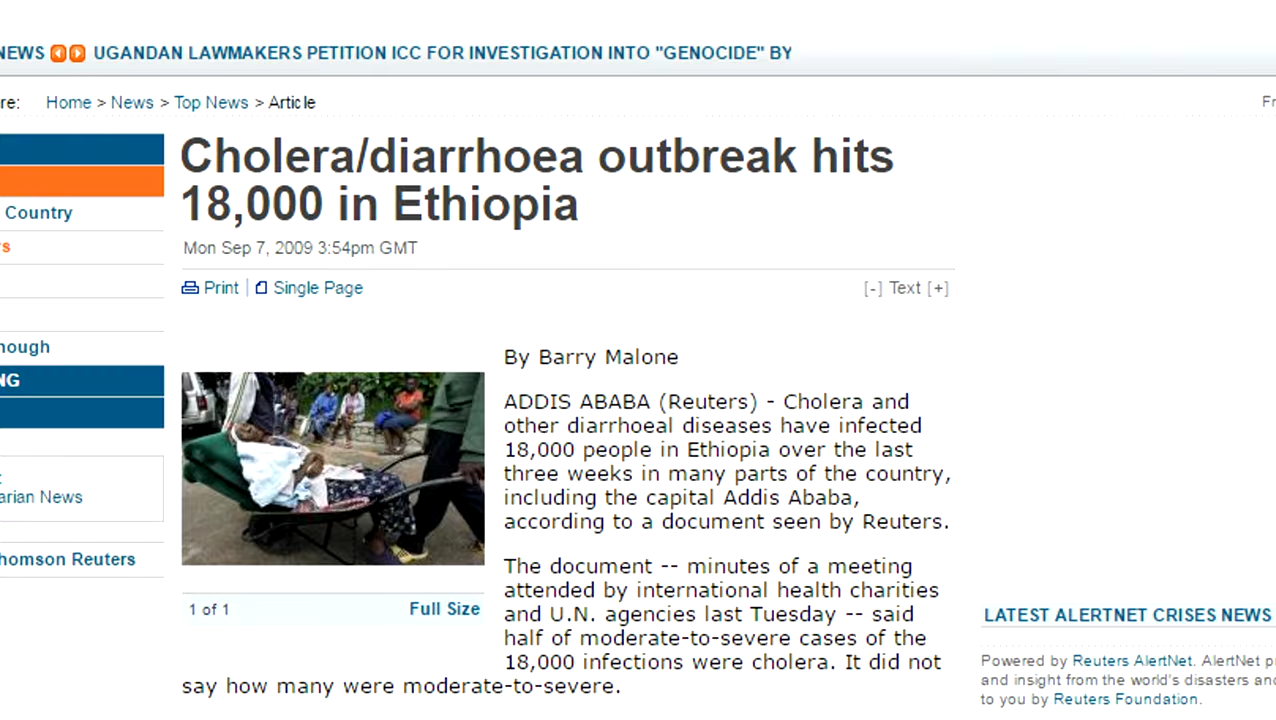 NEWS UGANDAN LAWMAKERS PETITION ICC FOR INVESTIGATION INTO "GENOCIDE" BY
Home > News > Top News > Article
Cholera/diarrhoea outbreak hits
18,000 in Ethiopia
Mon Sep 7, 2009 3:54pm GMT
Print | Single Page
[-] Text [+]
Country
By Barry Malone
ADDIS ABABA (Reuters) - Cholera and
other diarrhoeal diseases have infected
18,000 people in Ethiopia over the last
three weeks in many parts of the country,
including the capital Addis Ababa,
according to a document seen by Reuters.
The document -- minutes of a meeting
attended by international health charities
and U.N. agencies last Tuesday -- said
half of moderate-to-severe cases of the
18,000 infections were cholera. It did not
say how many were moderate-to-severe.
1 of 1
Full Size
arian News
homson Reuters
LATEST ALERTNET CRISES NEWS
Powered by Reuters AlertNet. AlertNet
and insight from the world's disasters
to you by Reuters Foundation.